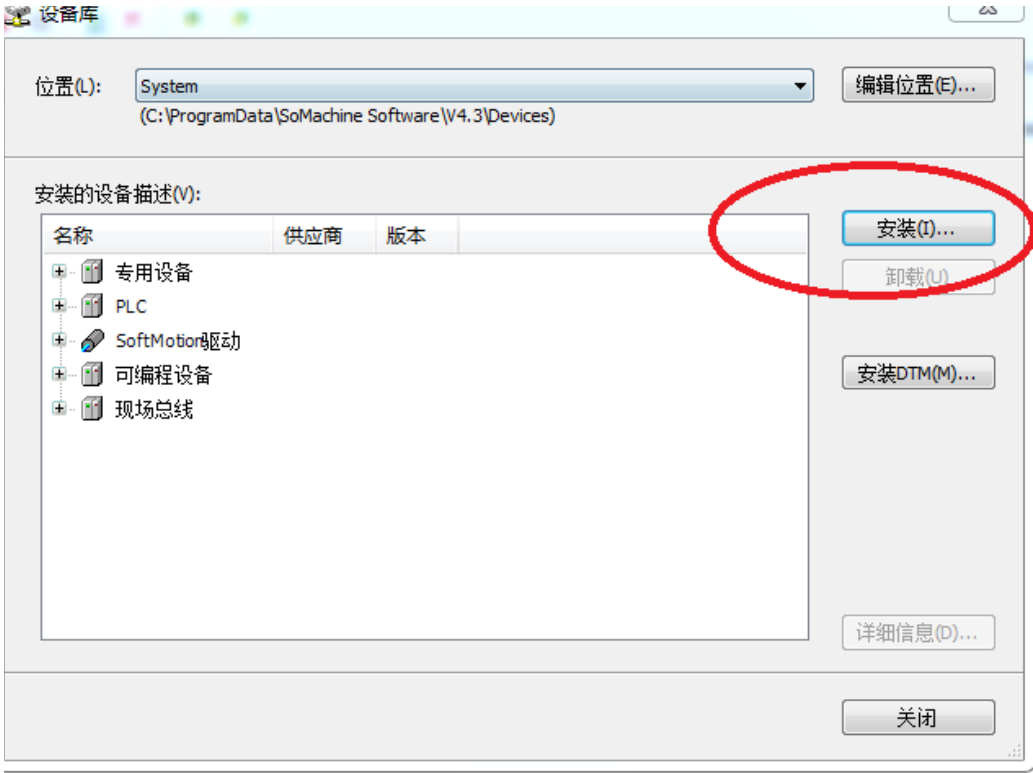 设备库
位置(L):
System
编辑位置(E)...
(C:\ProgramData\SoMachine Software\V4.3\Devices)
安装的设备描述(V):
名称 供应商 版本
安装(I)...
专用设备
卸载(U)
PLC
SoftMotion驱动
可编程设备
安装DTM(M)...
现场总线
详细信息(D)...
关闭